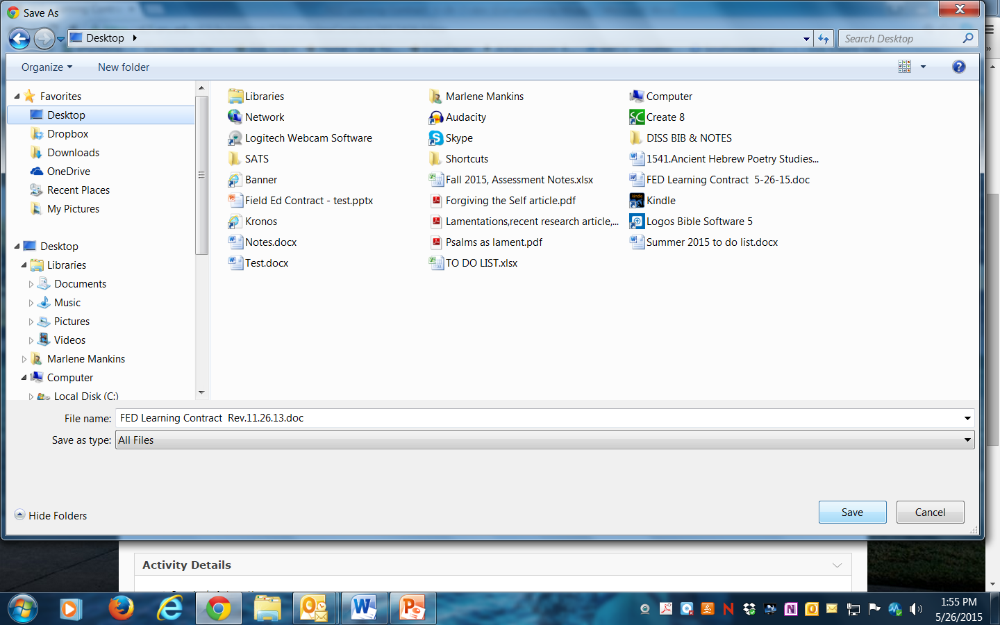 Save As
Desktop
Search Desktop
Organize
New folder
Favorites
Desktop
Dropbox
Downloads
OneDrive
Recent Places
My Pictures
Desktop
Libraries
Documents
Music
Pictures
Videos
Marlene Mankins
Computer
Local Disk (C:)
Libraries
Marlene Mankins
Computer
Network
Audacity
Create 8
Logitech Webcam Software
Skype
DISS BIB & NOTES
SATS
Shortcuts
1541.Ancient Hebrew Poetry Studies...
Banner
Fall 2015, Assessment Notes.xlsx
FED Learning Contract  5-26-15.doc
Field Ed Contract - test.pptx
Forgiving the Self article.pdf
Kindle
Kronos
Lamentations,recent research article,...
Logos Bible Software 5
Notes.docx
Psalms as lament.pdf
Summer 2015 to do list.docx
Test.docx
TO DO LIST.xlsx
File name: FED Learning Contract  Rev.11.26.13.doc
Save as type: All Files
Hide Folders
Save
Cancel
Activity Details
1:55 PM
5/26/2015